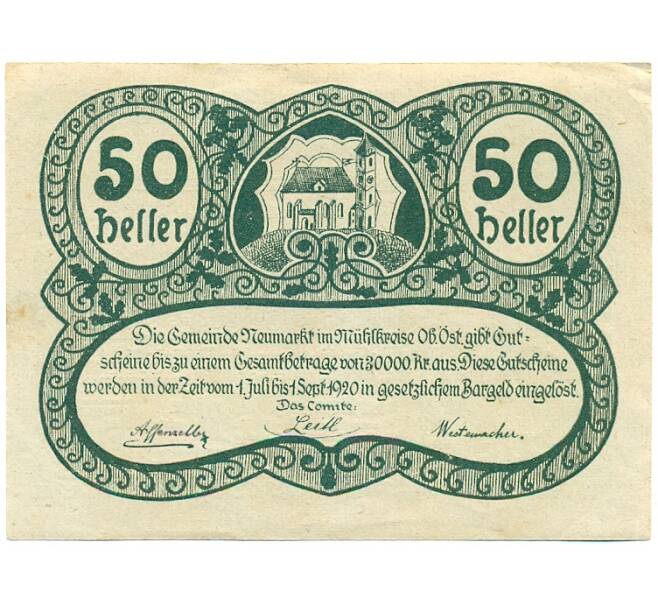 50
Heller
50
Heller
Die Gemeinde Neumarkt im Mühlkreise Ob. Öst. gibt Gut-
scheine bis zu einem Gesamtbetrage von 30000. Kr. aus. Diese Gutscheine
werden in der Zeit vom 1. Juli bis 1. Sept. 1920 in gesetzlichem Bargeld eingelöst.
Das Comite:
Leitl
Westemacher.